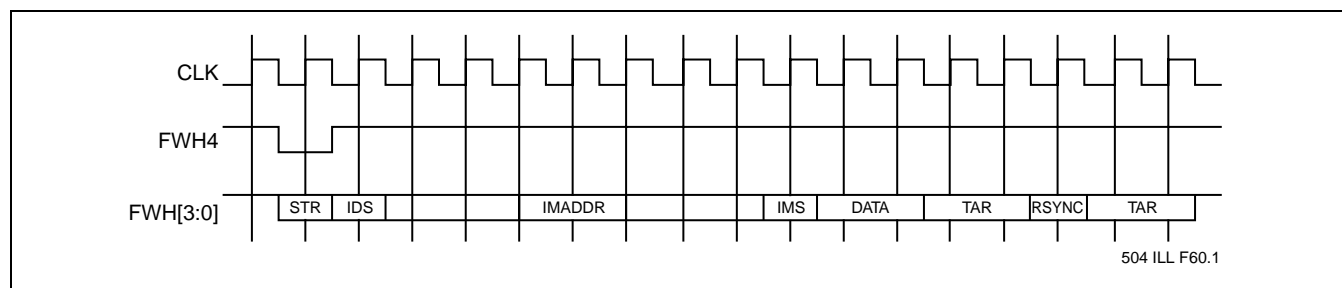 CLK
FWH4
FWH[3:0] STR IDS IMADDR IMS DATA TAR RSYNC TAR
504 ILL F60.1